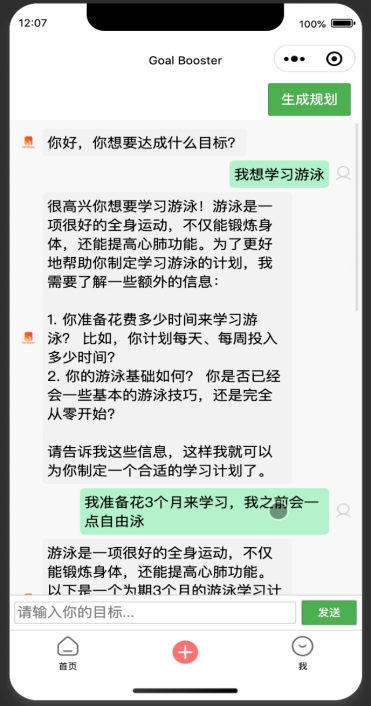 12:07
100%
Goal Booster
生成规划
你好，你想要达成什么目标？
我想学习游泳
很高兴你想要学习游泳！游泳是一
项很好的全身运动，不仅能锻炼身
体，还能提高心肺功能。为了更好
地帮助你制定学习游泳的计划，我
需要了解一些额外的信息：
1. 你准备花费多少时间来学习游
泳？ 比如，你计划每天、每周投入
多少时间？
2. 你的游泳基础如何？ 你是否已经
会一些基本的游泳技巧，还是完全
从零开始？
请告诉我这些信息，这样我就可以
为你制定一个合适的学习计划了。
我准备花3个月来学习，我之前会一
点自由泳
游泳是一项很好的全身运动，不仅
能锻炼身体，还能提高心肺功能。
以下是一个为期3个月的游泳学习计
请输入你的目标...
发送
首页
我